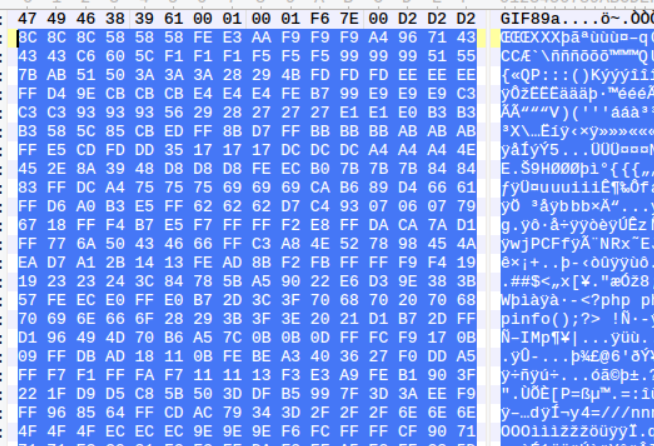 47 49 46 38 39 61 00 01 00 01 F6 7E 00 D2 D2 D2 GIF89a....ö~.ÒÒÒ
8C 8C 8C 58 58 58 FE E3 AA F9 F9 F9 A4 96 71 43 ŒŒŒXXXþãªùùù¤–qC
43 43 C6 60 5C F1 F1 F1 F5 F5 F5 99 99 99 51 55 CCÆ`\ñññõõõ™™™QU
7B AB 51 50 3A 3A 3A 28 29 4B FD FD FD EE EE EE {«QP:::()Kýýýîîî
FF D4 9E CB CB CB E4 E4 E4 FE B7 99 E9 E9 E9 C3 ÿÔžËËËäääþ·™éééÃ
C3 C3 93 93 93 56 29 28 27 27 27 E1 E1 E0 B3 B3 ÃÃ“““V)('''ááà³³
B3 58 5C 85 CB ED FF 8B D7 FF BB BB BB AB AB AB ³X\…Ëíÿ‹×ÿ»»»«««
FF E5 CD FD DD 35 17 17 17 DC DC DC A4 A4 A4 4E ÿåÍýÝ5...ÜÜÜ¤¤¤N
45 2E 8A 39 48 D8 D8 D8 FE EC B0 7B 7B 7B 84 84 E.Š9HØØØþì°{{{„„
83 FF DC A4 75 75 75 69 69 69 CA B6 89 D4 66 61 ƒÿÜ¤uuuiiiÊ¶‰Ôfa
FF D6 A0 B3 E5 FF 62 62 62 D7 C4 93 07 06 07 79 ÿÖ ³åÿbbb×Ä“...y
67 18 FF F4 B7 E5 F7 FF FF F2 E8 FF DA CA 7A D1 g.ÿô·å÷ÿÿòèÿÚÊzÑ
FF 77 6A 50 43 46 66 FF C3 A8 4E 52 78 98 45 4A ÿwjPCFfÿÃ¨NRx˜EJ
EA D7 A1 2B 14 13 FE AD 8B F2 FB FF FF F9 F4 19 ê×¡+..þ-‹òûÿÿùô.
19 23 23 24 3C 84 78 5B A5 90 22 E6 D3 9E 38 3B .##$<„x[¥."æÓž8;
57 FE EC E0 FF E0 B7 2D 3C 3F 70 68 70 20 70 68 Wþìàÿà·-<?php ph
70 69 6E 66 6F 28 29 3B 3F 3E 20 21 D1 B7 2D FF pinfo();?> !Ñ·-ÿ
D1 96 49 4D 70 B6 A5 7C 0B 0B 0D FF FC F9 17 0B Ñ–IMp¶¥|...ÿüù..
09 FF DB AD 18 11 0B FE BE A3 40 36 27 F0 DD A5 .ÿÛ-...þ¾£@6'ðÝ¥
FF F7 F1 FF FA F7 11 11 13 F3 E3 A9 FE B1 90 3F ÿ÷ñÿú÷...óã©þ±.?
22 1F D9 D5 C8 5B 50 3D DF B5 99 7F 3D 3A EE F9 ".ÙÕÈ[P=ßµ™.=:îù
FF 96 85 64 FF CD AC 79 34 3D 2F 2F 2F 6E 6E 6E ÿ–…dÿÍ¬y4=///nnn
4F 4F 4F EC EC EC 9E 9E 9E F9 F6 FC FF FF CF 90 71